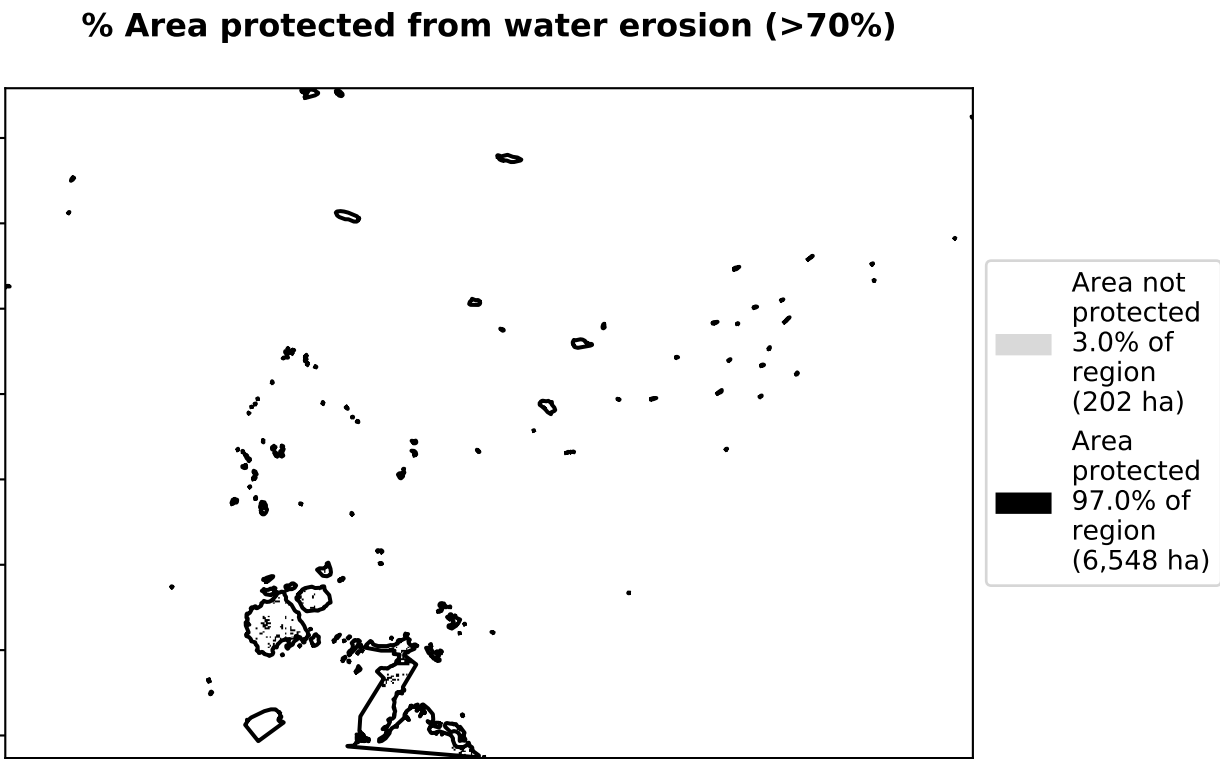 % Area protected from water erosion (>70%)
Area not
protected
3.0% of
region
(202 ha)
Area
protected
97.0% of
region
(6,548 ha)